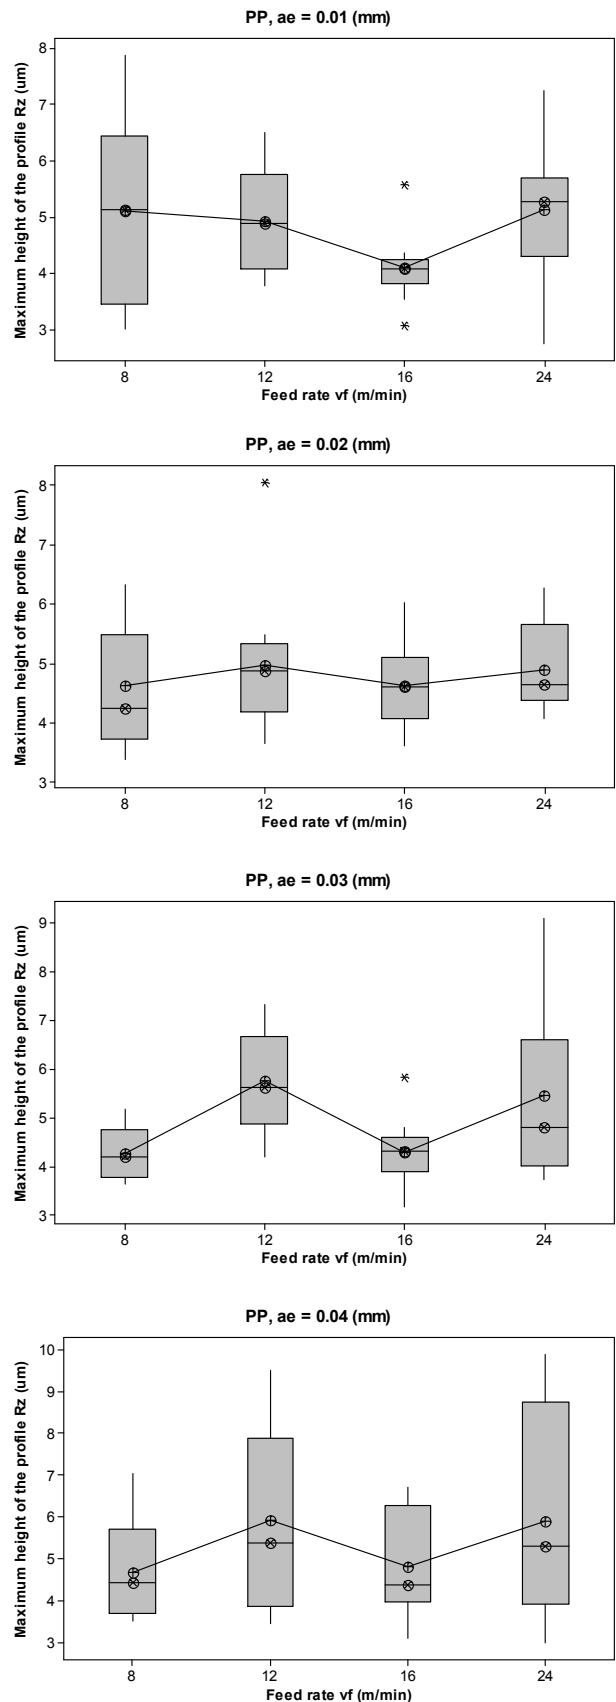 PP, ae = 0.01 (mm)
Maximum height of the profile Rz (um)
8
7
6
5
4
3
8 12 16 24
Feed rate vf (m/min)
PP, ae = 0.02 (mm)
Maximum height of the profile Rz (um)
8
7
6
5
4
3
8 12 16 24
Feed rate vf (m/min)
PP, ae = 0.03 (mm)
Maximum height of the profile Rz (um)
9
8
7
6
5
4
3
8 12 16 24
Feed rate vf (m/min)
PP, ae = 0.04 (mm)
Maximum height of the profile Rz (um)
10
9
8
7
6
5
4
3
8 12 16 24
Feed rate vf (m/min)